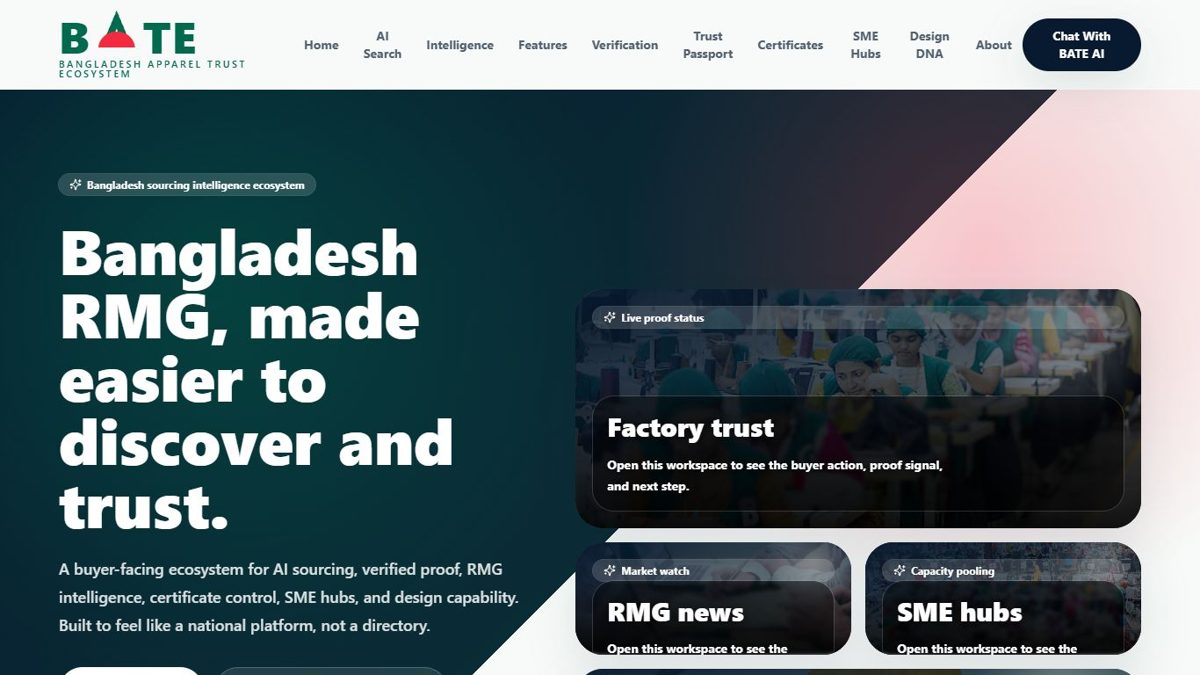 B TE
BANGLADESH APPAREL TRUST
ECOSYSTEM
Home
AI
Search
Intelligence
Features
Verification
Trust
Passport
Certificates
SME
Hubs
Design
DNA
About
Chat With
BATE AI
Bangladesh sourcing intelligence ecosystem
Bangladesh
RMG, made
easier to
discover and
trust.
A buyer-facing ecosystem for AI sourcing, verified proof, RMG
intelligence, certificate control, SME hubs, and design capability.
Built to feel like a national platform, not a directory.
Live proof status
Factory trust
Open this workspace to see the buyer action, proof signal,
and next step.
Market watch
RMG news
Open this workspace to see the
Capacity pooling
SME hubs
Open this workspace to see the